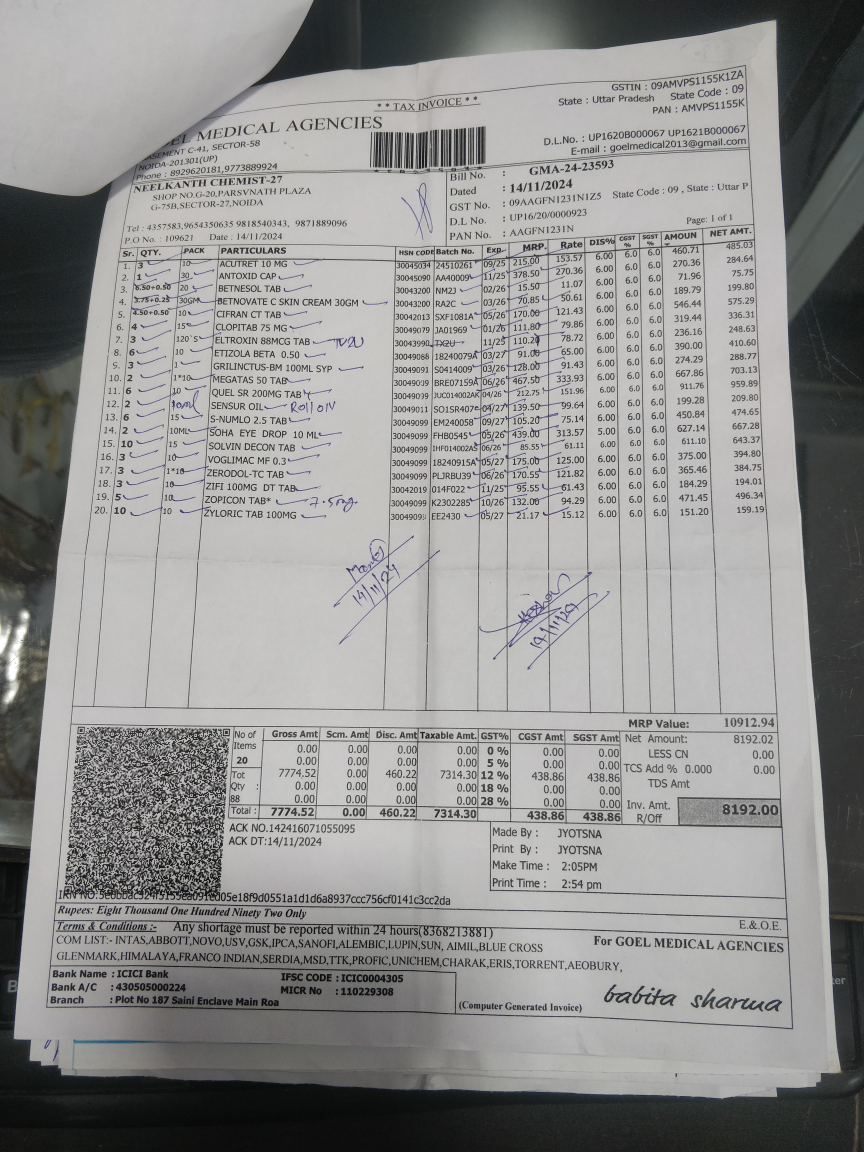 ** TAX INVOICE **
GSTIN : 09AMVPS1155K1ZA
State : Uttar Pradesh State Code : 09
PAN : AMVPS1155K
OEL MEDICAL AGENCIES
ASEMENT C-41, SECTOR-58
NOIDA-201301(UP)
Phone : 8929620181,9773889924
D.L.No. : UP1620B000067 UP1621B000067
E-mail : goelmedical2013@gmail.com
NEELKANTH CHEMIST-27
SHOP NO.G-20,PARSVNATH PLAZA
G-75B,SECTOR-27,NOIDA
Tel : 4357583,9654350635 9818540343, 9871889096
P.O No. : 109621 Date : 14/11/2024
Bill No. : GMA-24-23593
Dated : 14/11/2024
GST No. : 09AAGFN1231N1Z5 State Code : 09 , State : Uttar P
D.L No. : UP16/20/0000923
PAN No. : AAGFN1231N
Page: 1 of 1
Sr. QTY. PACK PARTICULARS HSN CODE Batch No. Exp. MRP. Rate DIS% CGST % SGST % AMOUN NET AMT.
1. 3 10 ACUTRET 10 MG 30045034 24510261 09/25 215.00 153.57 6.00 6.0 6.0 460.71 485.03
2. 1 30 ANTOXID CAP 30045090 AA40009 11/25 378.50 270.36 6.00 6.0 6.0 270.36 284.64
3. 6.50+0.50 20 BETNESOL TAB 30043200 NM2J 02/26 15.50 11.07 6.00 6.0 6.0 71.96 75.75
4. 3.75+0.25 30GM BETNOVATE C SKIN CREAM 30GM 30043200 RA2C 03/26 70.85 50.61 6.00 6.0 6.0 189.79 199.80
5. 4.50+0.50 10 CIFRAN CT TAB 30042013 SXF1081A 05/26 170.00 121.43 6.00 6.0 6.0 546.44 575.29
6. 4 15 CLOPITAB 75 MG 30049079 JA01969 01/26 111.80 79.86 6.00 6.0 6.0 319.44 336.31
7. 3 120'S ELTROXIN 88MCG TAB 30043990 TX2U 11/25 110.20 78.72 6.00 6.0 6.0 236.16 248.63
8. 6 10 ETIZOLA BETA 0.50 30049088 18240079A 03/27 91.00 65.00 6.00 6.0 6.0 390.00 410.60
9. 3 1 GRILINCTUS-BM 100ML SYP 30049091 S0414009 03/26 128.00 91.43 6.00 6.0 6.0 274.29 288.77
10. 2 1*10 MEGATAS 50 TAB 30049039 BRE07159A 06/26 467.50 333.93 6.00 6.0 6.0 667.86 703.13
11. 6 10 QUEL SR 200MG TAB 30049039 JUC014002AK 04/26 212.75 151.96 6.00 6.0 6.0 911.76 959.89
12. 2 10ml SENSUR OIL Roll ON 30049011 SO15R407 04/27 139.50 99.64 6.00 6.0 6.0 199.28 209.80
13. 6 15 S-NUMLO 2.5 TAB 30049099 EM240058 09/27 105.20 75.14 6.00 6.0 6.0 450.84 474.65
14. 2 10ML SOHA EYE DROP 10 ML 30049099 FHB0545 05/26 439.00 313.57 5.00 6.0 6.0 627.14 667.28
15. 10 15 SOLVIN DECON TAB 30049099 IHF014002AS 06/26 85.55 61.11 6.00 6.0 6.0 611.10 643.37
16. 3 10 VOGLIMAC MF 0.3 30049099 18240915A 05/27 175.00 125.00 6.00 6.0 6.0 375.00 394.80
17. 3 1*10 ZERODOL-TC TAB 30049099 PLJRBU39 06/26 170.55 121.82 6.00 6.0 6.0 365.46 384.75
18. 3 10 ZIFI 100MG DT TAB 30042019 014F022 11/25 95.55 61.43 6.00 6.0 6.0 184.29 194.01
19. 5 10 ZOPICON TAB* 7.5mg 30049099 K2302285 10/26 132.00 94.29 6.00 6.0 6.0 471.45 496.34
20. 10 10 ZYLORIC TAB 100MG 30049099 EE2430 05/27 21.17 15.12 6.00 6.0 6.0 151.20 159.19
14/11/24
14/11/24
MRP Value: 10912.94
No of Items 20 Gross Amt Scm. Amt Disc. Amt Taxable Amt. GST% CGST Amt SGST Amt
0.00 0.00 0.00 0.00 0 % 0.00 0.00
0.00 0.00 0.00 0.00 5 % 0.00 0.00
Tot Qty : 88 7774.52 0.00 460.22 7314.30 12 % 438.86 438.86
0.00 0.00 0.00 0.00 18 % 0.00 0.00
0.00 0.00 0.00 0.00 28 % 0.00 0.00
Total : 7774.52 0.00 460.22 7314.30 438.86 438.86
Net Amount: 8192.02
LESS CN 0.00
TCS Add % 0.000 0.00
TDS Amt
Inv. Amt. R/Off 8192.00
ACK NO.142416071055095
ACK DT:14/11/2024
Made By : JYOTSNA
Print By : JYOTSNA
Make Time : 2:05PM
Print Time : 2:54 pm
Rupees: Eight Thousand One Hundred Ninety Two Only
E.&O.E.
Terms & Conditions :- Any shortage must be reported within 24 hours(8368213881)
COM LIST:- INTAS,ABBOTT,NOVO,USV,GSK,IPCA,SANOFI,ALEMBIC,LUPIN,SUN, AIMIL,BLUE CROSS
GLENMARK,HIMALAYA,FRANCO INDIAN,SERDIA,MSD,TTK,PROFIC,UNICHEM,CHARAK,ERIS,TORRENT,AEOBURY,
For GOEL MEDICAL AGENCIES
Bank Name : ICICI Bank IFSC CODE : ICIC0004305
Bank A/C : 430505000224 MICR No : 110229308
Branch : Plot No 187 Saini Enclave Main Roa
(Computer Generated Invoice)
babita sharma